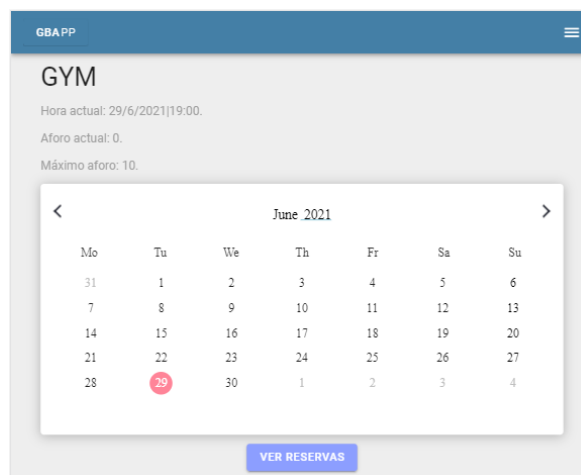 GBAPP
GYM
Hora actual: 29/6/2021|19:00.
Aforo actual: 0.
Máximo aforo: 10.
June 2021
Mo Tu We Th Fr Sa Su
31 1 2 3 4 5 6
7 8 9 10 11 12 13
14 15 16 17 18 19 20
21 22 23 24 25 26 27
28 29 30 1 2 3 4
VER RESERVAS